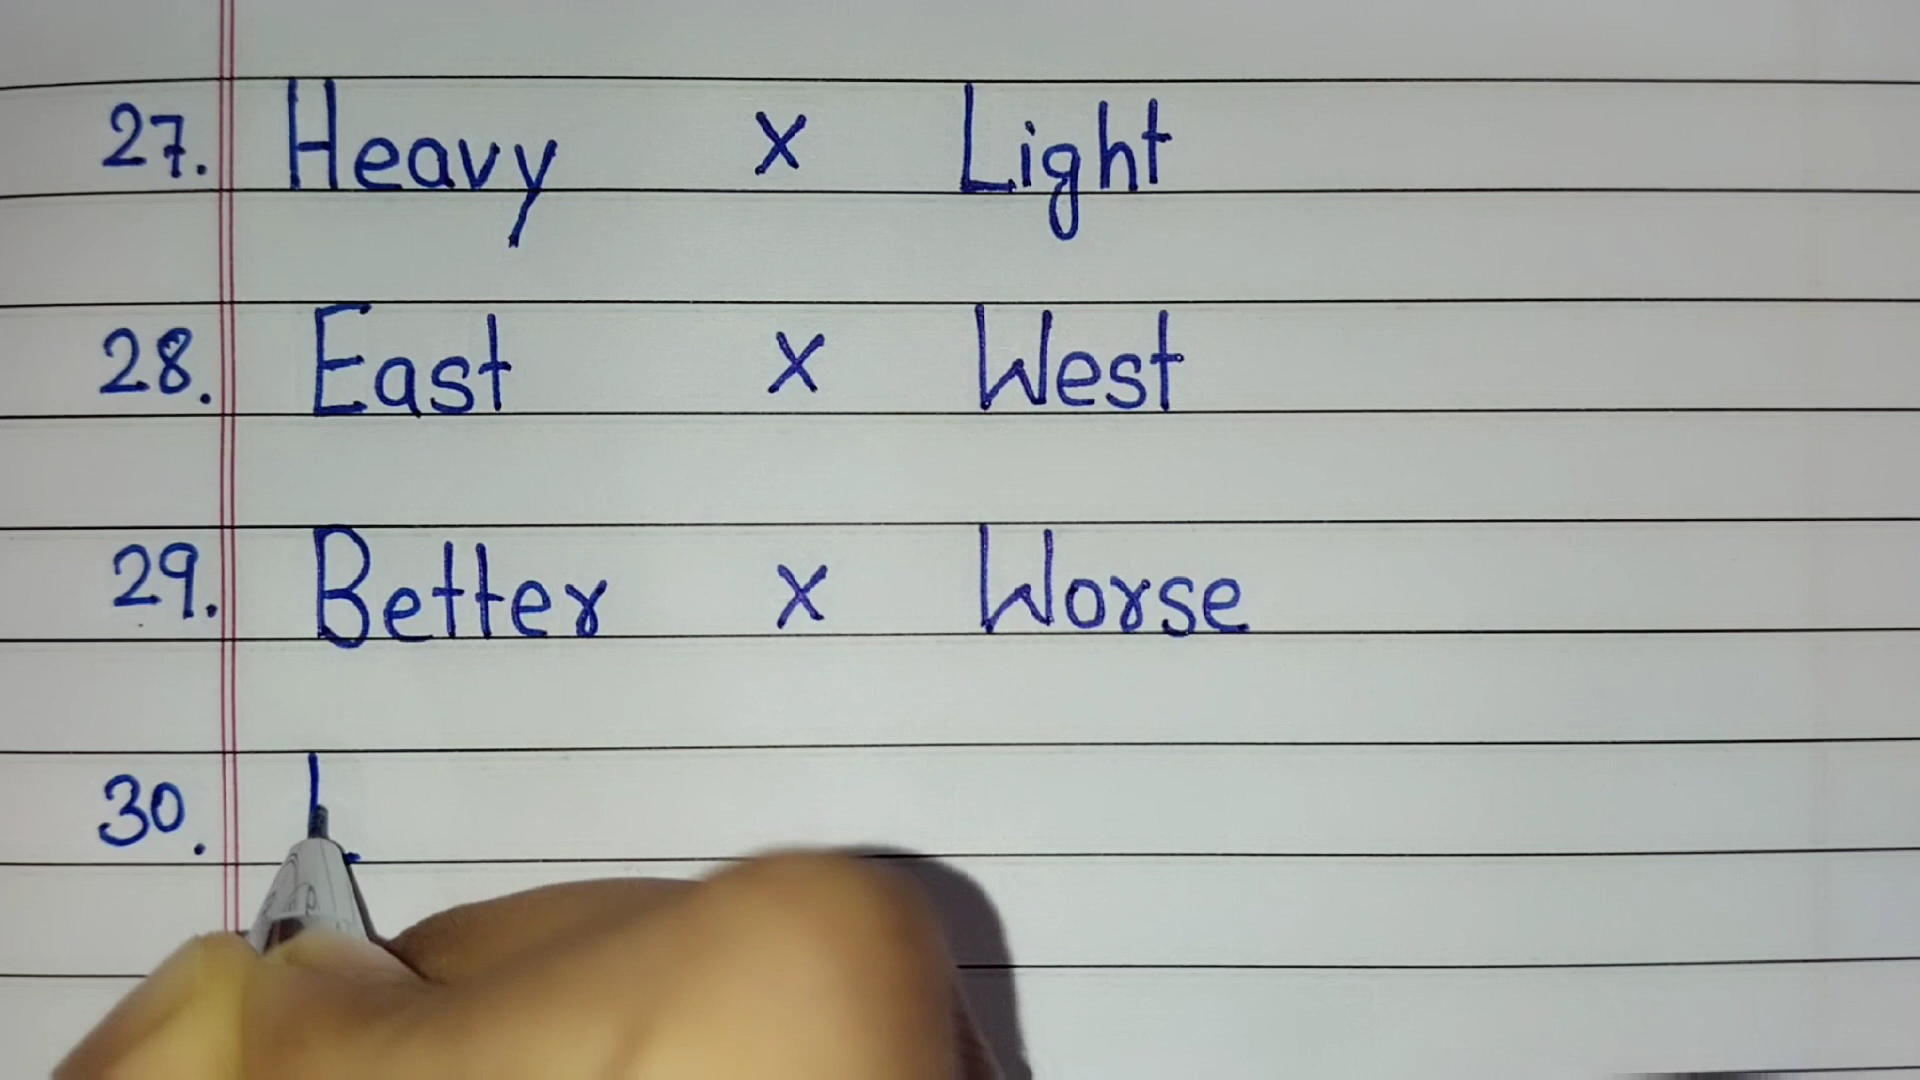 27. Heavy x Light
28. East x West
29. Better x Worse
30.